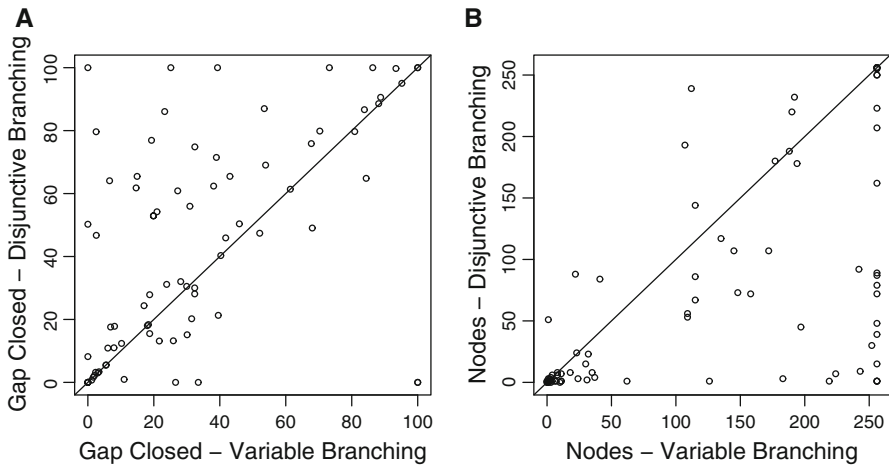 A
Gap Closed – Disjunctive Branching
100
80
60
40
20
0
0 20 40 60 80 100
Gap Closed – Variable Branching
B
Nodes – Disjunctive Branching
250
200
150
100
50
0
0 50 100 150 200 250
Nodes – Variable Branching